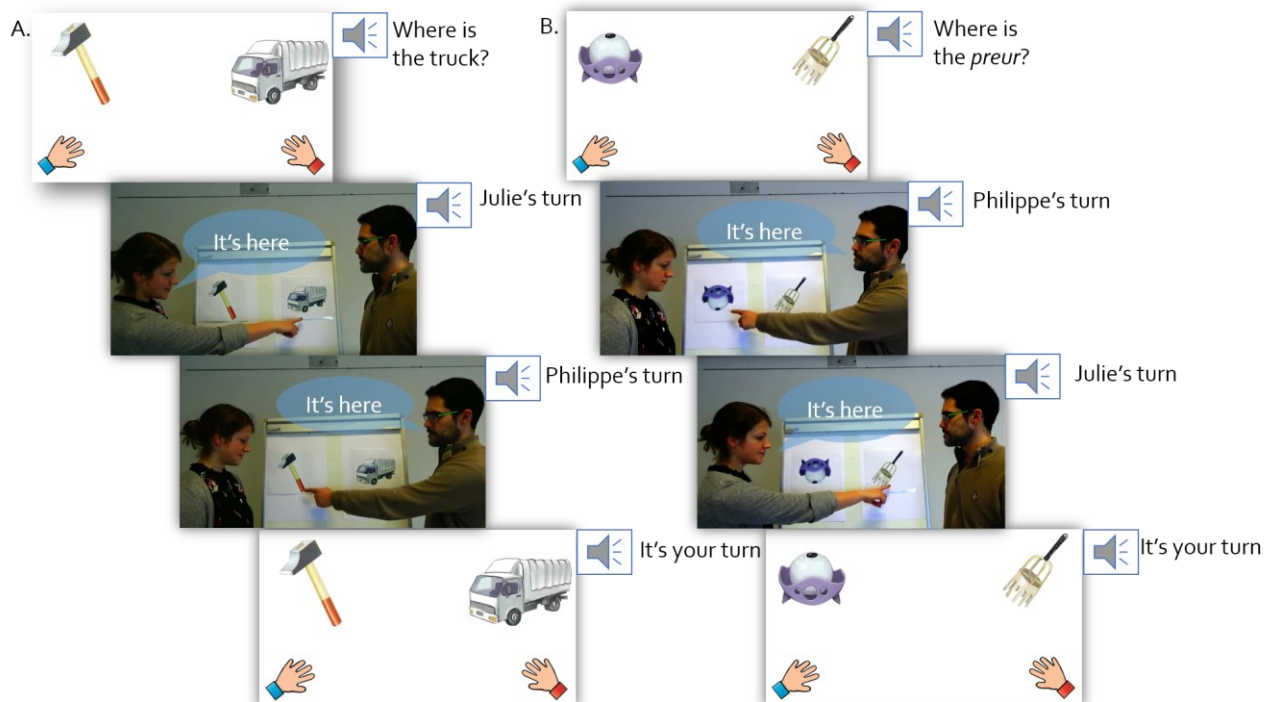 A.
Where is
the truck?
It's here
Julie's turn
It's here
Philippe's turn
It's your turn
B.
Where is
the preur?
It's here
Philippe's turn
It's here
Julie's turn
It's your turn